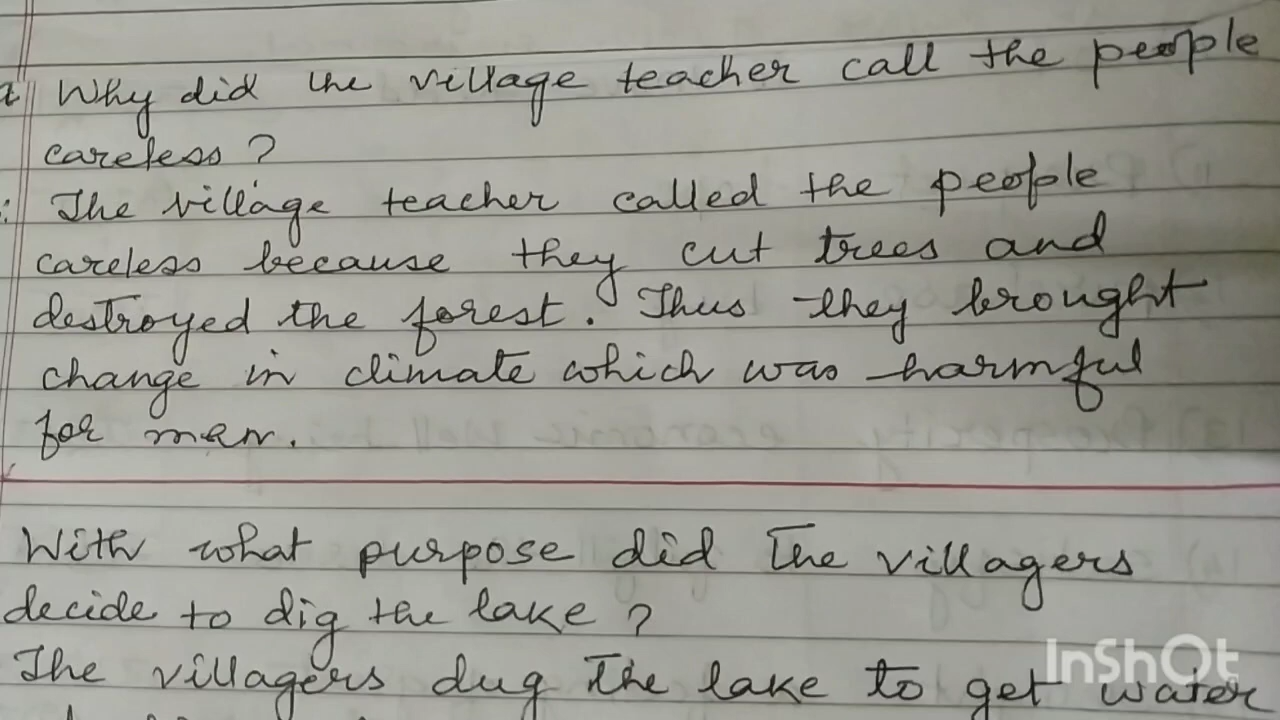 Why did the village teacher call the people
careless ?
The village teacher called the people
careless because they cut trees and
destroyed the forest. Thus they brought
change in climate which was harmful
for man.
With what purpose did the villagers
decide to dig the lake ?
The villagers dug the lake to get water
InShOt